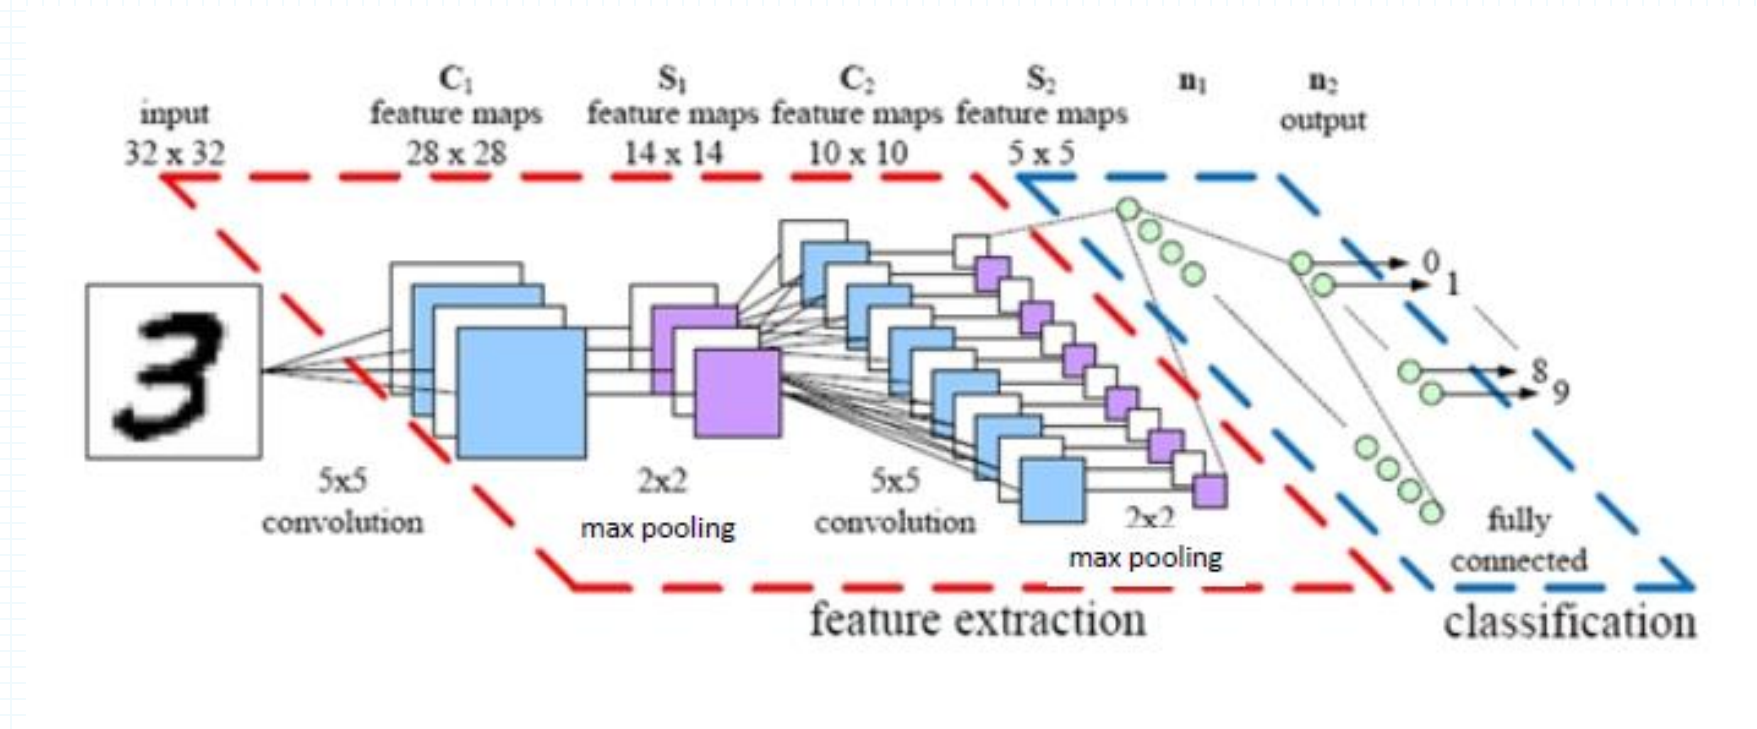 input
32 x 32
C₁
feature maps
28 x 28
S₁
feature maps
14 x 14
C₂
feature maps
10 x 10
S₂
feature maps
5 x 5
n₁
n₂
output
3
0
1
8
9
5x5
convolution
2x2
max pooling
5x5
convolution
2x2
max pooling
fully
connected
feature extraction
classification